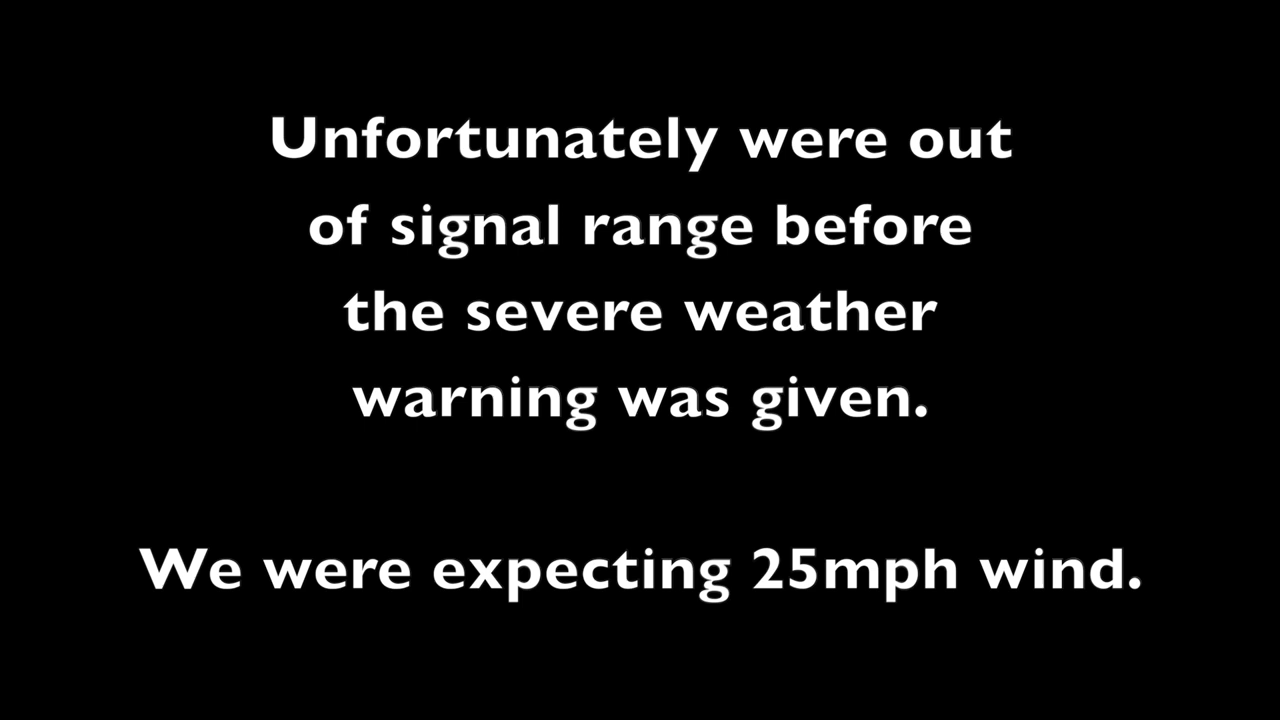 Unfortunately were out
of signal range before
the severe weather
warning was given.
We were expecting 25mph wind.